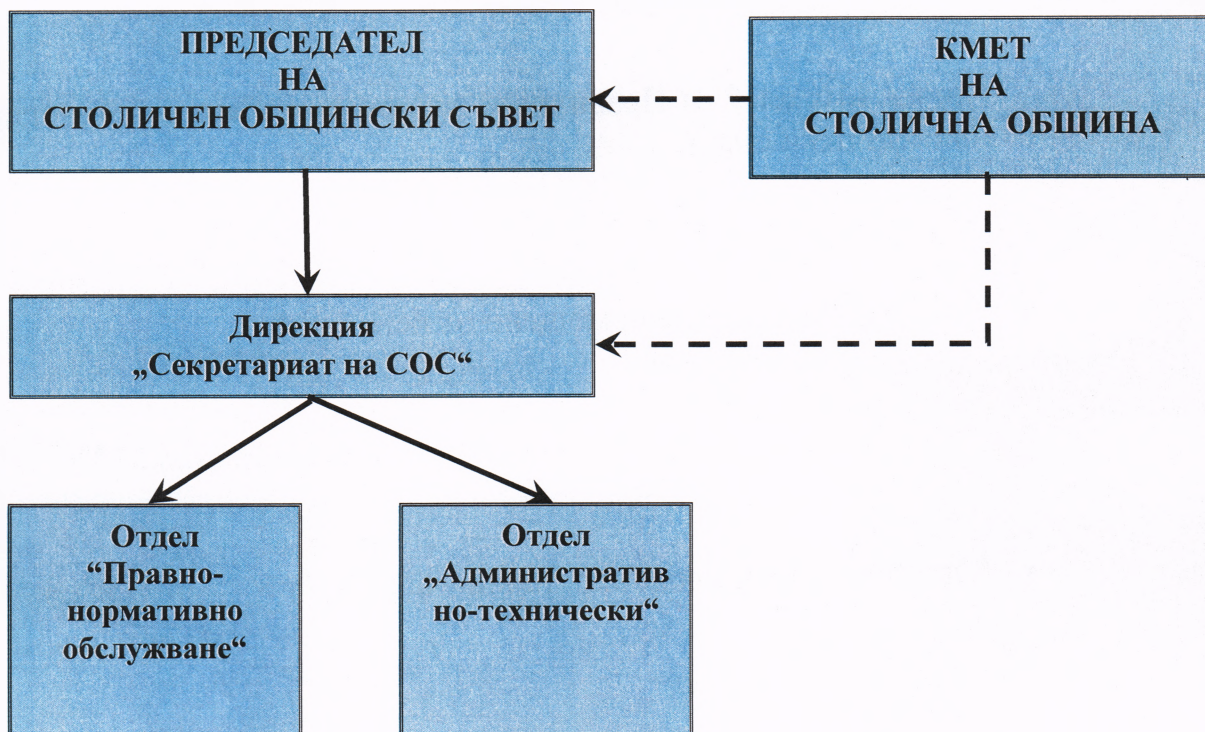 ПРЕДСЕДАТЕЛ
НА
СТОЛИЧЕН ОБЩИНСКИ СЪВЕТ
КМЕТ
НА
СТОЛИЧНА ОБЩИНА
Дирекция
„Секретариат на СОС“
Отдел
“Правно-
нормативно
обслужване“
Отдел
„Административ
но-технически“